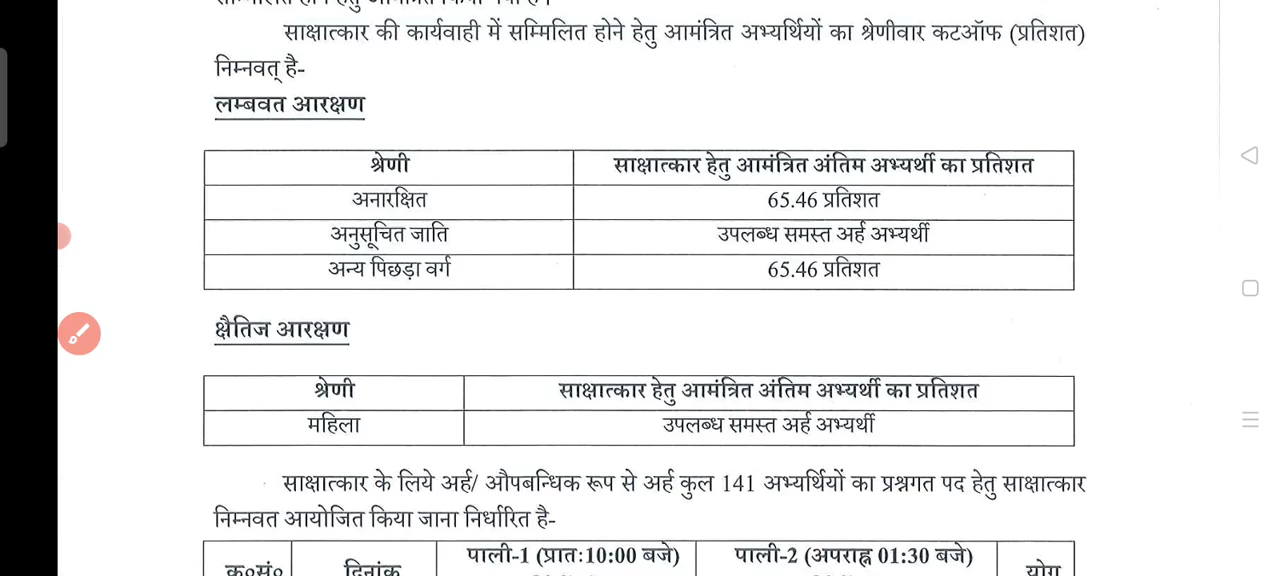 साक्षात्कार की कार्यवाही में सम्मिलित होने हेतु आमंत्रित अभ्यर्थियों का श्रेणीवार कटऑफ (प्रतिशत)
निम्नवत् है-
लम्बवत आरक्षण
श्रेणी साक्षात्कार हेतु आमंत्रित अंतिम अभ्यर्थी का प्रतिशत
अनारक्षित 65.46 प्रतिशत
अनुसूचित जाति उपलब्ध समस्त अर्ह अभ्यर्थी
अन्य पिछड़ा वर्ग 65.46 प्रतिशत
क्षैतिज आरक्षण
श्रेणी साक्षात्कार हेतु आमंत्रित अंतिम अभ्यर्थी का प्रतिशत
महिला उपलब्ध समस्त अर्ह अभ्यर्थी
साक्षात्कार के लिये अर्ह/ औपबन्धिक रूप से अर्ह कुल 141 अभ्यर्थियों का प्रश्नगत पद हेतु साक्षात्कार
निम्नवत आयोजित किया जाना निर्धारित है-
क०सं० दिनांक पाली-1 (प्रातः10:00 बजे) पाली-2 (अपराह्न 01:30 बजे) योग